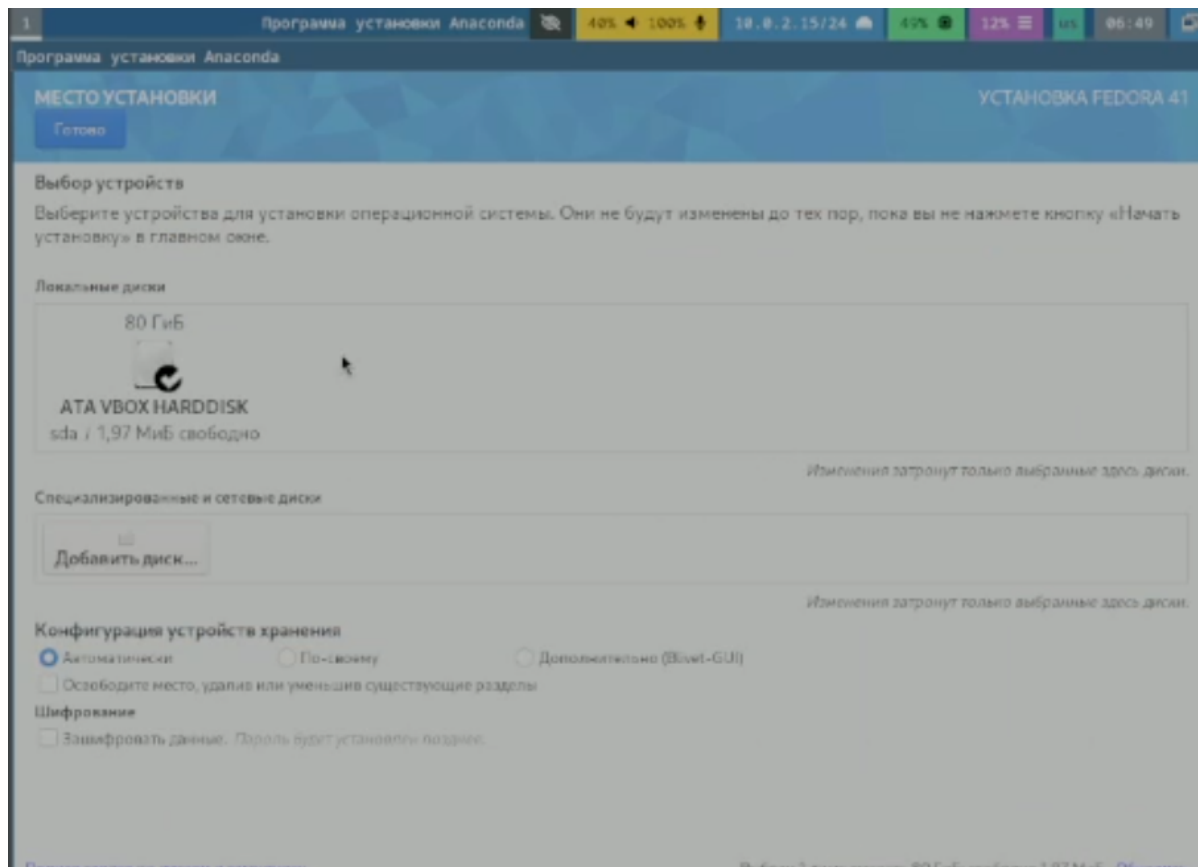 1 Программа установки Anaconda 40% 100% 10.0.2.15/24 49% 12% us 06:49
Программа установки Anaconda
МЕСТО УСТАНОВКИ УСТАНОВКА FEDORA 41
Готово
Выбор устройств
Выберите устройства для установки операционной системы. Они не будут изменены до тех пор, пока вы не нажмете кнопку «Начать
установку» в главном окне.
Локальные диски
80 ГиБ
ATA VBOX HARDDISK
sda / 1,97 МиБ свободно
Изменения затронут только выбранные здесь диски.
Специализированные и сетевые диски
Добавить диск...
Изменения затронут только выбранные здесь диски.
Конфигурация устройств хранения
Автоматически По-своему Дополнительно (Blivet-GUI)
Освободите место, удалив или уменьшив существующие разделы
Шифрование
Зашифровать данные. Пароль будет установлен позднее.